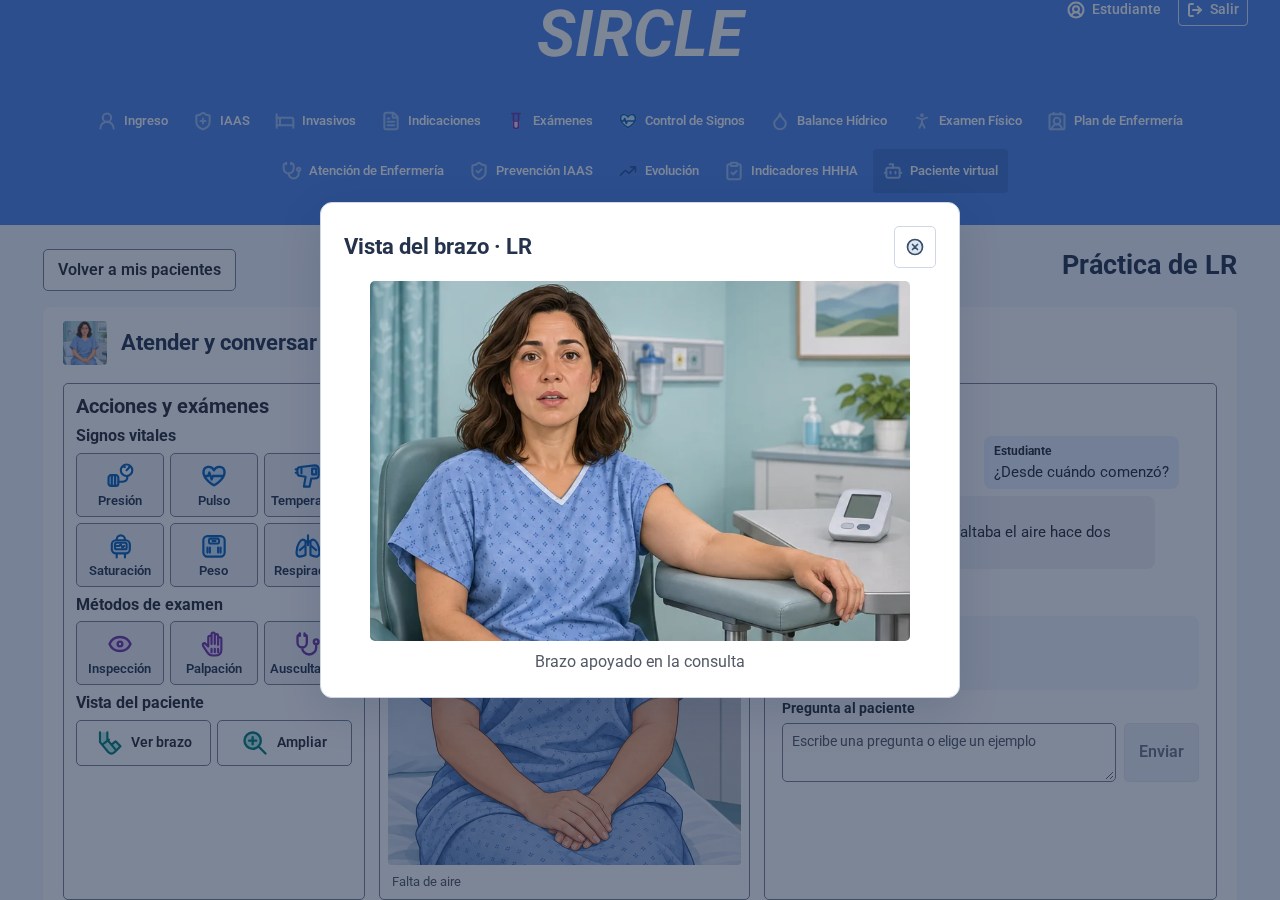 SIRCLE
Estudiante
Salir
Ingreso
IAAS
Invasivos
Indicaciones
Exámenes
Control de Signos
Balance Hídrico
Examen Físico
Plan de Enfermería
Atención de Enfermería
Prevención IAAS
Evolución
Indicadores HHHA
Paciente virtual
Volver a mis pacientes
Práctica de LR
Atender y conversar
Vista del brazo · LR
Brazo apoyado en la consulta
Acciones y exámenes
Signos vitales
Presión
Pulso
Saturación
Peso
Métodos de examen
Inspección
Palpación
Vista del paciente
Ver brazo
Ampliar
Falta de aire
Estudiante
¿Desde cuándo comenzó?
altaba el aire hace dos
Pregunta al paciente
Escribe una pregunta o elige un ejemplo
Enviar